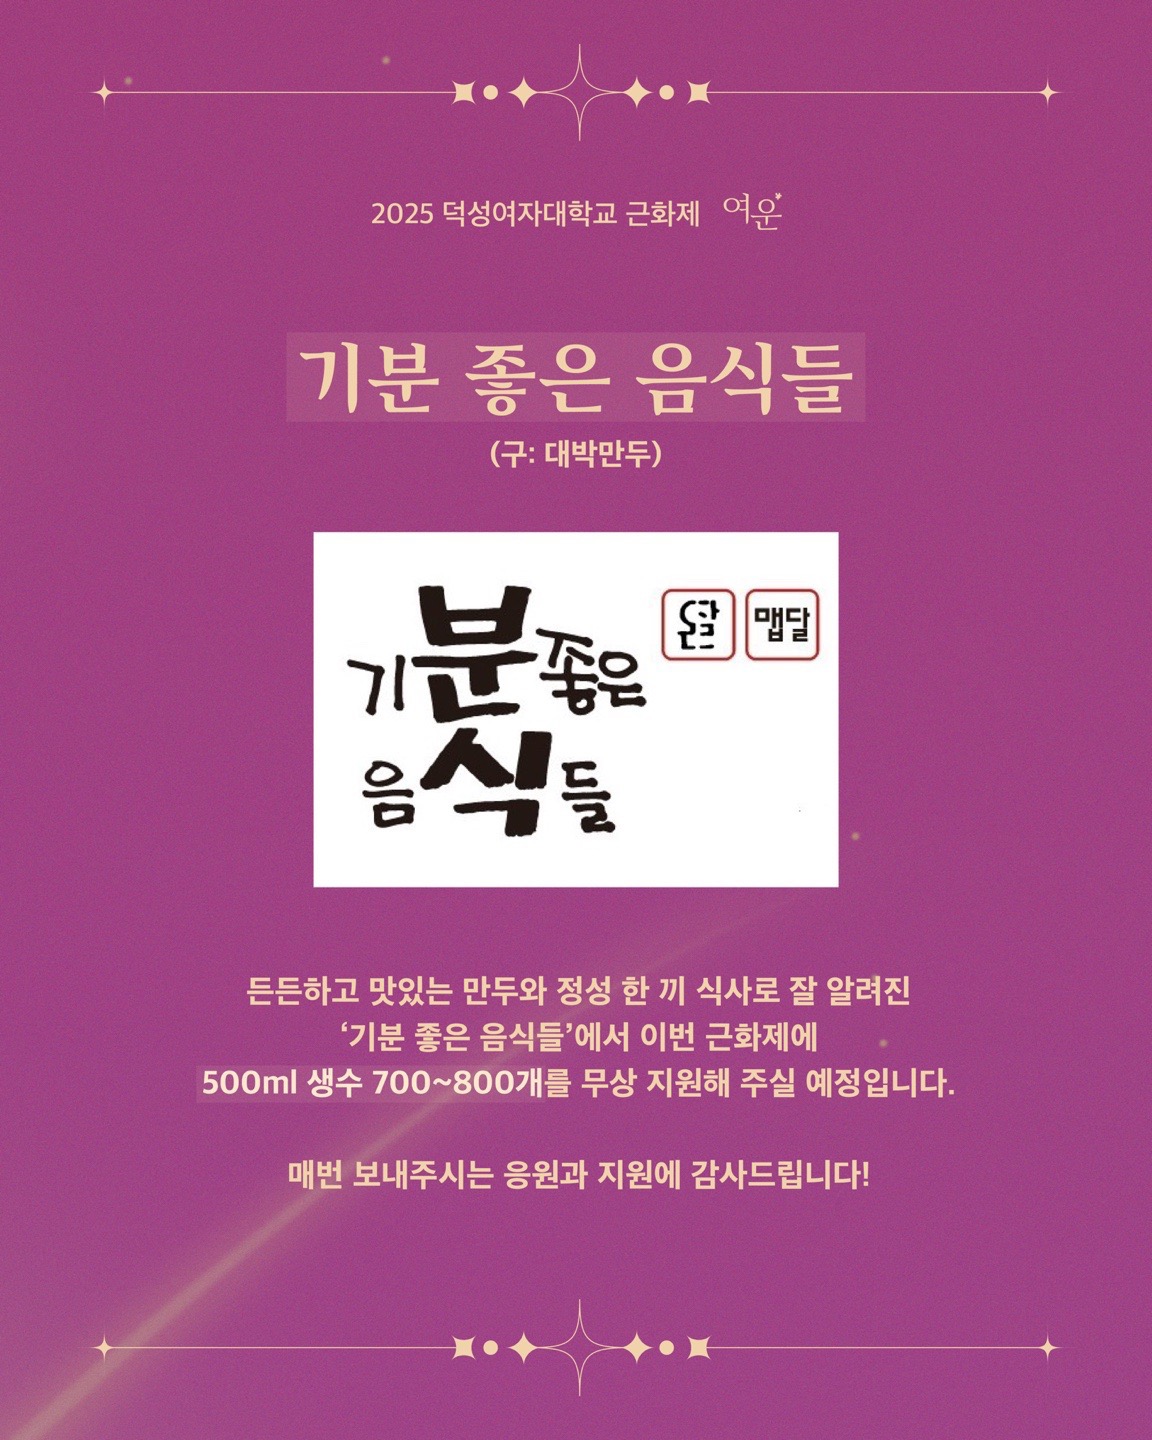 2025 덕성여자대학교 근화제 여운
기분 좋은 음식들
(구: 대박만두)
기분좋은
음식들
맵달
든든하고 맛있는 만두와 정성 한 끼 식사로 잘 알려진
‘기분 좋은 음식들’에서 이번 근화제에
500ml 생수 700~800개를 무상 지원해 주실 예정입니다.
매번 보내주시는 응원과 지원에 감사드립니다!